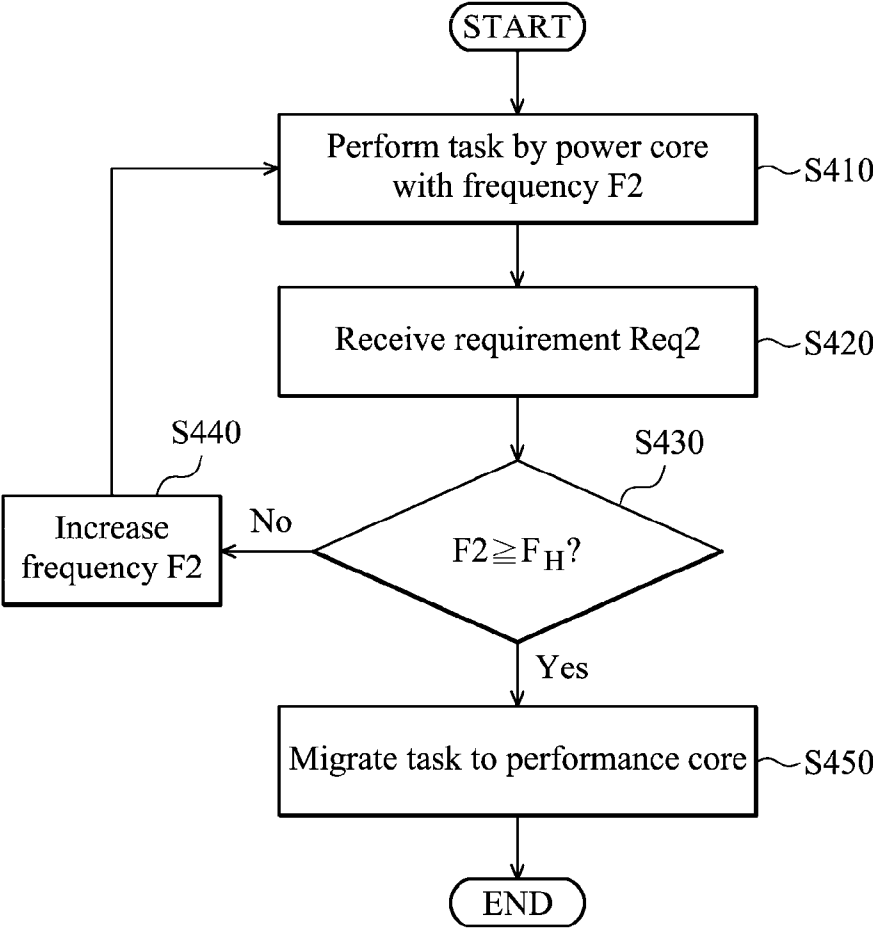 START
Perform task by power core
with frequency F2
S410
Receive requirement Req2
S420
S440
S430
Increase
frequency F2
No
F2≧FH?
Yes
Migrate task to performance core
S450
END